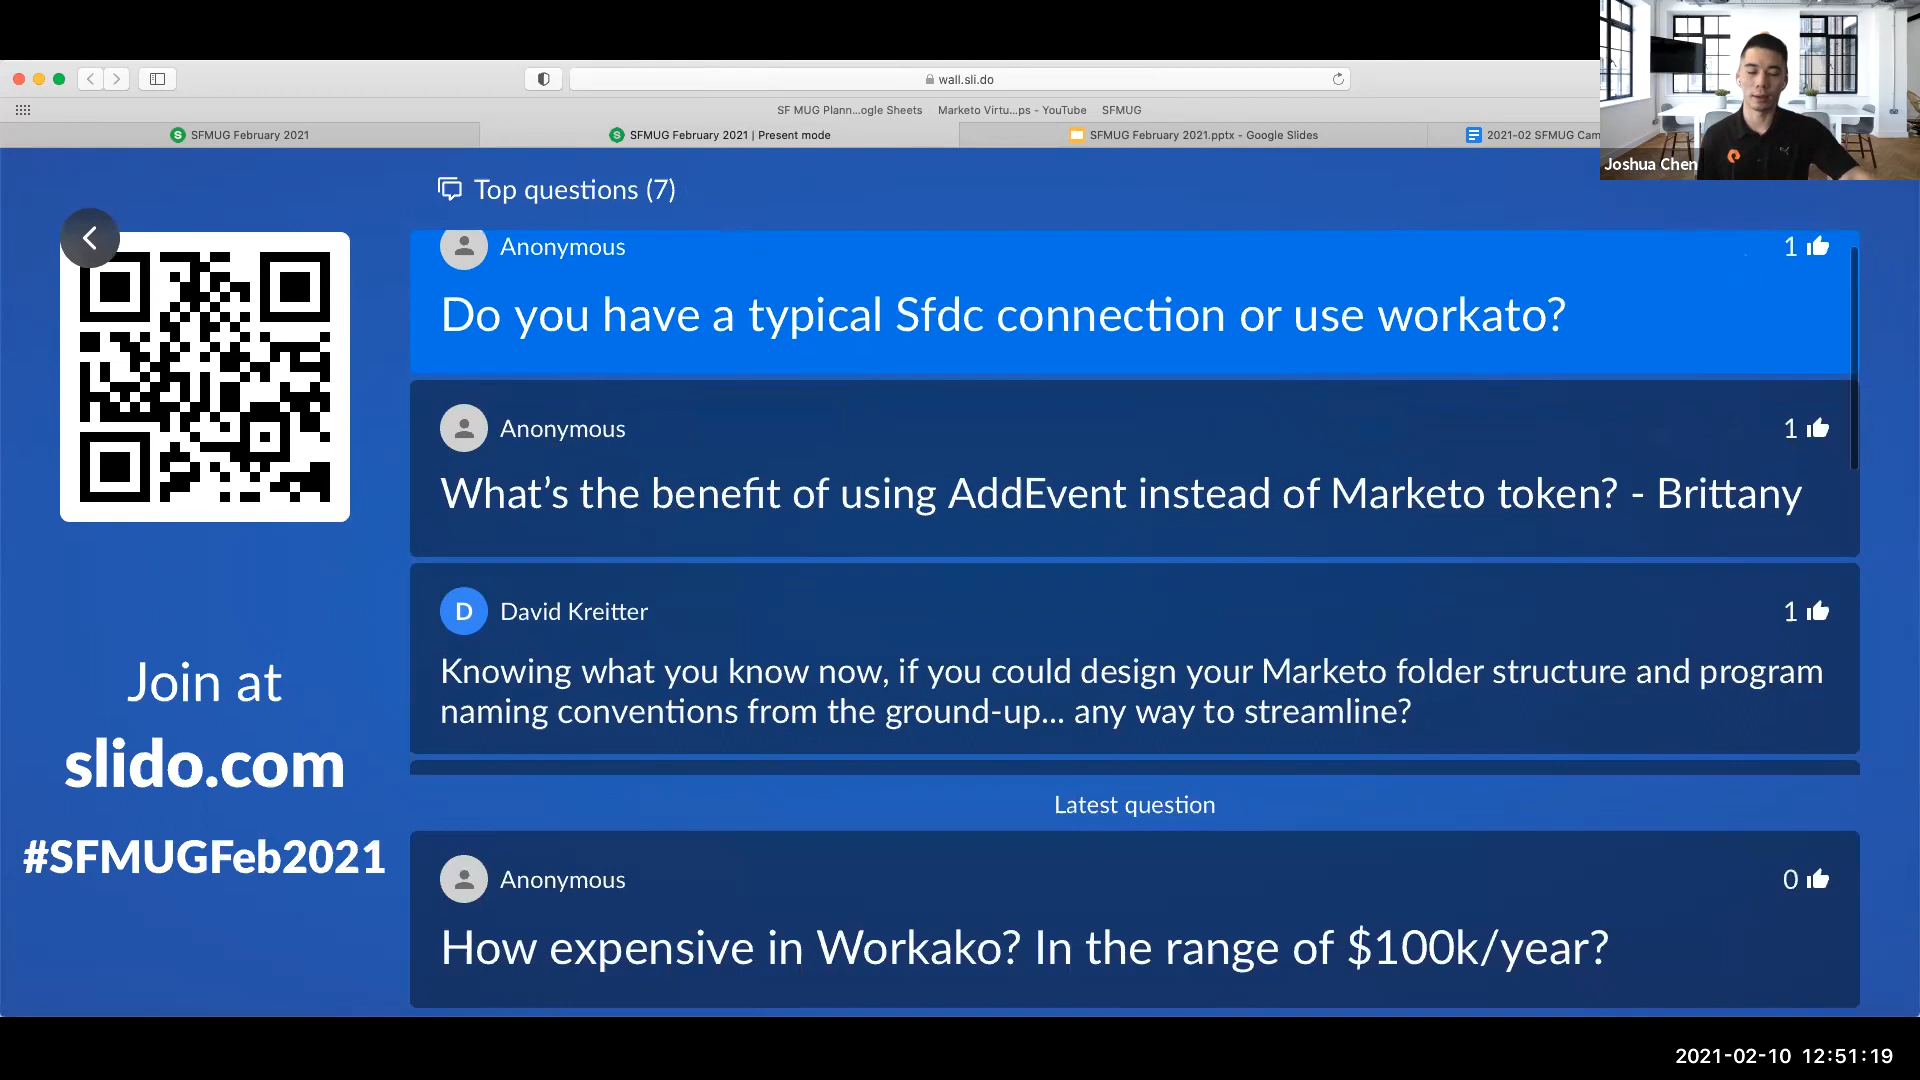 wall.sli.do
SF MUG Plann...ogle Sheets
Marketo Virtu...ps - YouTube
SFMUG
SFMUG February 2021
SFMUG February 2021 | Present mode
SFMUG February 2021.pptx - Google Slides
2021-02 SFMUG Cam
Joshua Chen
Top questions (7)
Anonymous
1
Do you have a typical Sfdc connection or use workato?
Anonymous
1
What's the benefit of using AddEvent instead of Marketo token? - Brittany
D
David Kreitter
1
Knowing what you know now, if you could design your Marketo folder structure and program
naming conventions from the ground-up... any way to streamline?
Join at
slido.com
#SFMUGFeb2021
Latest question
Anonymous
0
How expensive in Workako? In the range of $100k/year?
2021-02-10 12:51:19